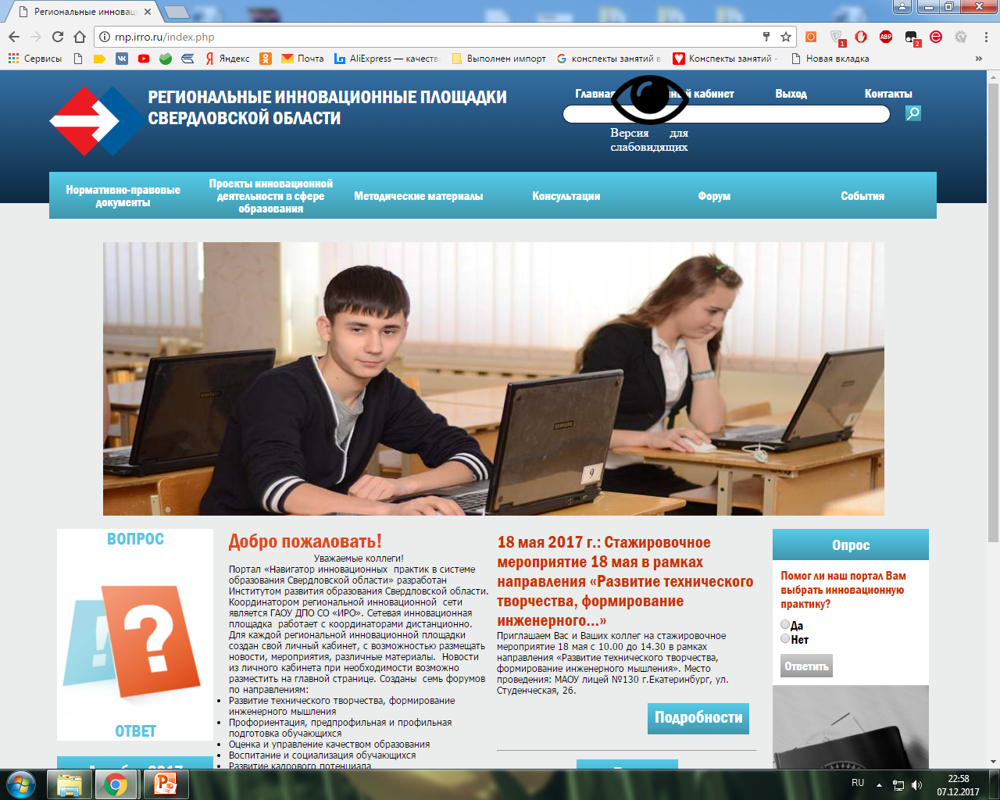 Региональные инновац
rnp.irro.ru/index.php
1
ABP
2
Сервисы
Яндекс
Почта
AliExpress — качеств
Выполнен импорт
конспекты занятий в
Конспекты занятий -
Новая вкладка
»
РЕГИОНАЛЬНЫЕ ИННОВАЦИОННЫЕ ПЛОЩАДКИ
СВЕРДЛОВСКОЙ ОБЛАСТИ
Главная
ный кабинет
Выход
Контакты
Версия для
слабовидящих
Нормативно-правовые
документы
Проекты инновационной
деятельности в сфере
образования
Методические материалы
Консультации
Форум
События
SAMSUNG
9
ВОПРОС
ОТВЕТ
Добро пожаловать!
Уважаемые коллеги!
Портал «Навигатор инновационных практик в системе
образования Свердловской области» разработан
Институтом развития образования Свердловской области.
Координатором региональной инновационной сети
является ГАОУ ДПО СО «ИРО». Сетевая инновационная
площадка работает с координаторами дистанционно.
Для каждой региональной инновационной площадки
создан свой личный кабинет, с возможностью размещать
новости, мероприятия, различные материалы. Новости
из личного кабинета при необходимости возможно
разместить на главной странице. Созданы семь форумов
по направлениям:
Развитие технического творчества, формирование
инженерного мышления
Профориентация, предпрофильная и профильная
подготовка обучающихся
Оценка и управление качеством образования
Воспитание и социализация обучающихся
Развитие кадрового потенциала
18 мая 2017 г.: Стажировочное
мероприятие 18 мая в рамках
направления «Развитие технического
творчества, формирование
инженерного...»
Приглашаем Вас и Ваших коллег на стажировочное
мероприятие 18 мая с 10.00 до 14.30 в рамках
направления «Развитие технического творчества,
формирование инженерного мышления». Место
проведения: МАОУ лицей №130 г.Екатеринбург, ул.
Студенческая, 26.
Подробности
Опрос
Помог ли наш портал Вам
выбрать инновационную
практику?
Да
Нет
Ответить
RU
22:58
07.12.2017